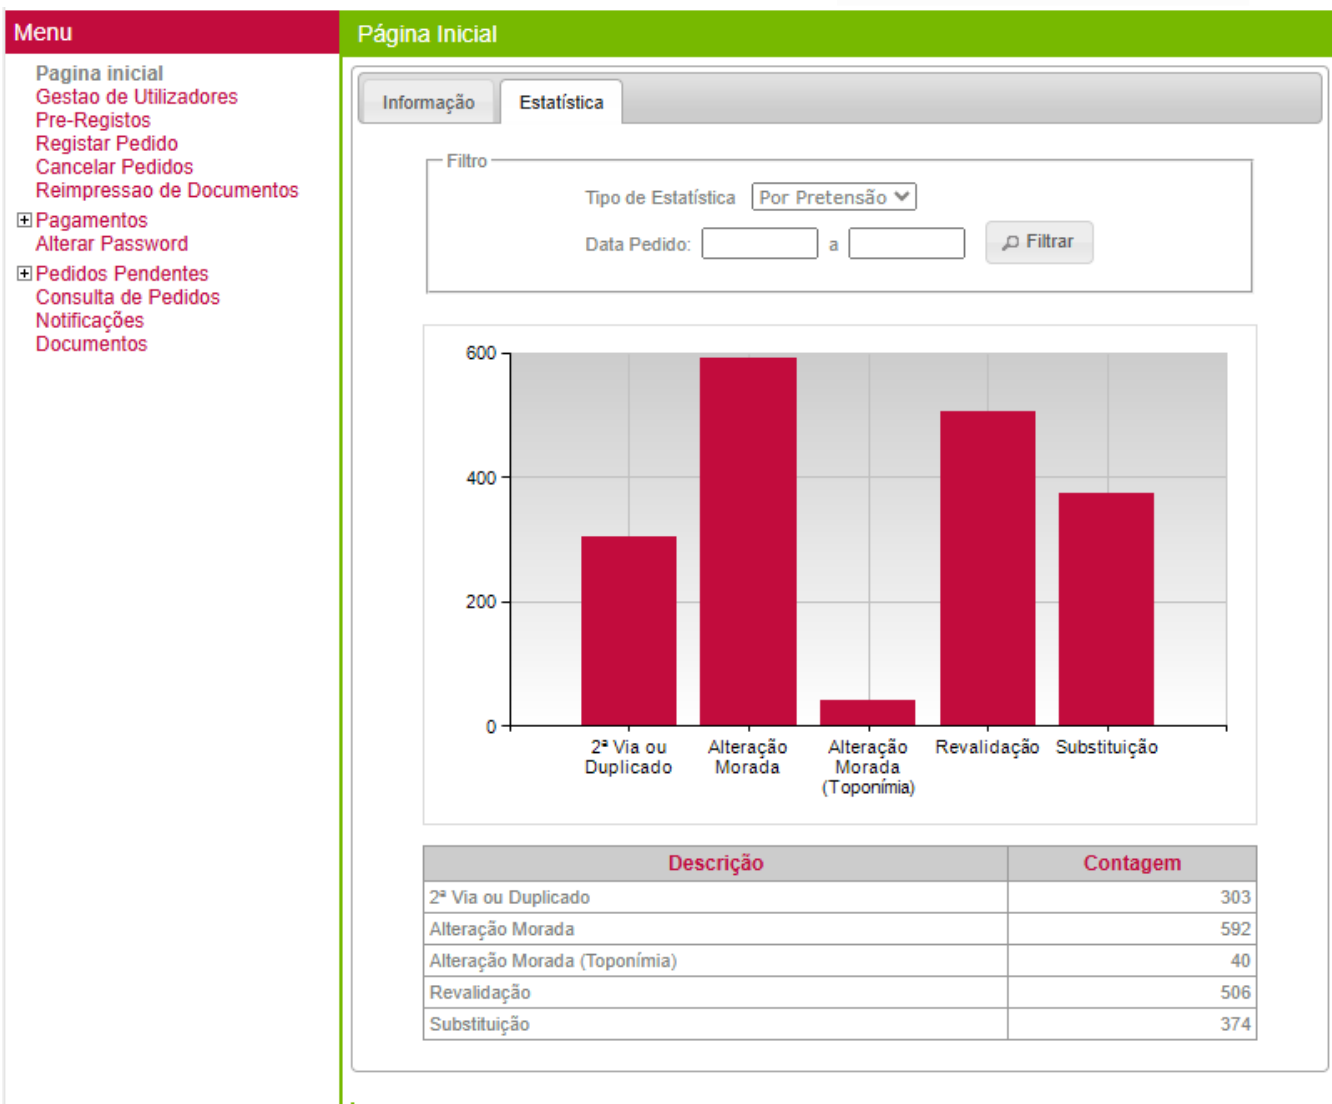 Menu
Pagina inicial
Gestao de Utilizadores
Pre-Registos
Registar Pedido
Cancelar Pedidos
Reimpressao de Documentos
Pagamentos
Alterar Password
Pedidos Pendentes
Consulta de Pedidos
Notificações
Documentos
Página Inicial
Informação
Estatística
Filtro
Tipo de Estatística Por Pretensão
Data Pedido: a Filtrar
600
400
200
0
2ª Via ou
Duplicado
Alteração
Morada
Alteração
Morada
(Toponímia)
Revalidação
Substituição
Descrição Contagem
2ª Via ou Duplicado 303
Alteração Morada 592
Alteração Morada (Toponímia) 40
Revalidação 506
Substituição 374